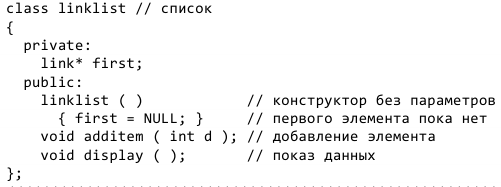 class linklist // список
{
  private:
    link* first;
  public:
    linklist ( )            // конструктор без параметров
      { first = NULL; }     // первого элемента пока нет
    void additem ( int d ); // добавление элемента
    void display ( );       // показ данных
};